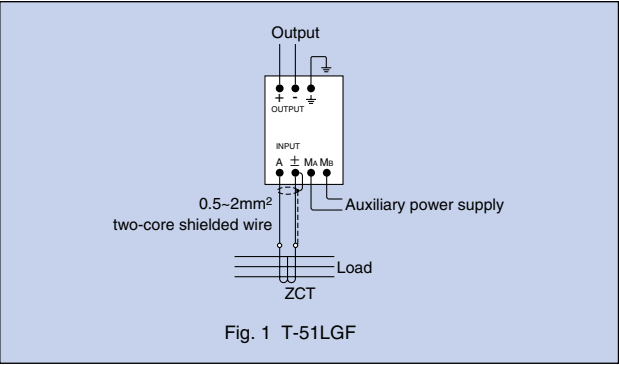 Output
+ - ⏚
OUTPUT
INPUT
A ± MA MB
0.5~2mm²
two-core shielded wire
Auxiliary power supply
Load
ZCT
Fig. 1 T-51LGF